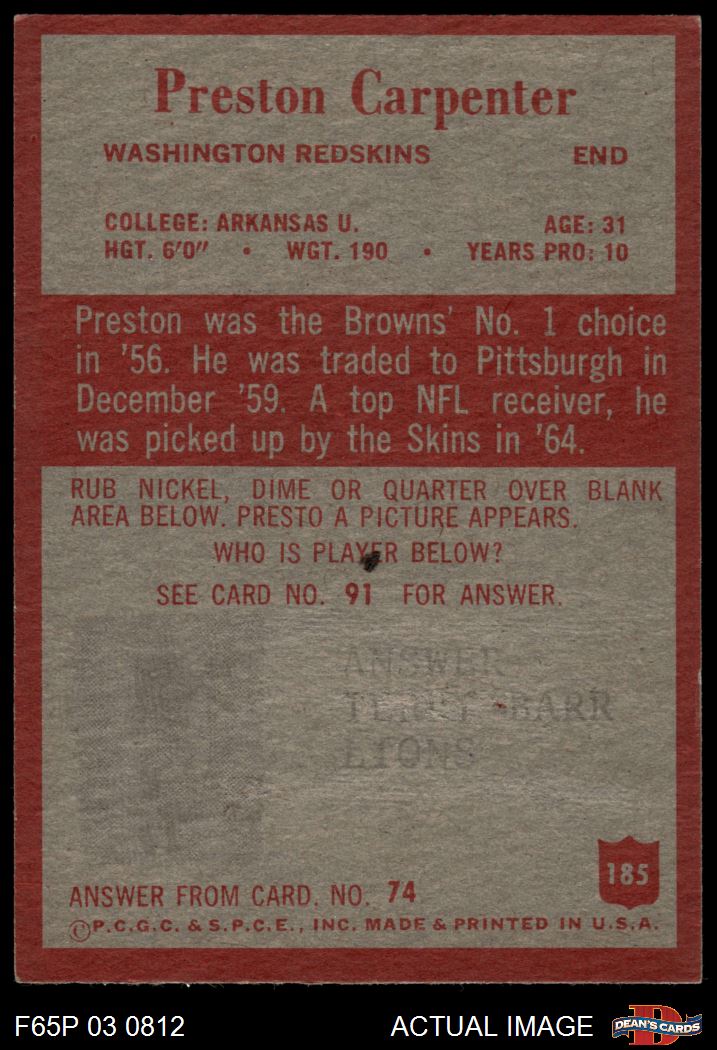 Preston Carpenter
WASHINGTON REDSKINS END
COLLEGE: ARKANSAS U. AGE: 31
HGT. 6'0" • WGT. 190 • YEARS PRO: 10
Preston was the Browns' No. 1 choice
in '56. He was traded to Pittsburgh in
December '59. A top NFL receiver, he
was picked up by the Skins in '64.
RUB NICKEL, DIME OR QUARTER OVER BLANK
AREA BELOW. PRESTO A PICTURE APPEARS.
WHO IS PLAYER BELOW?
SEE CARD NO. 91 FOR ANSWER.
ANSWER
TERRY BARR
LIONS
185
ANSWER FROM CARD. NO. 74
©P.C.G.C. & S.P.C.E., INC. MADE & PRINTED IN U.S.A.
F65P 03 0812 ACTUAL IMAGE DEAN'S CARDS